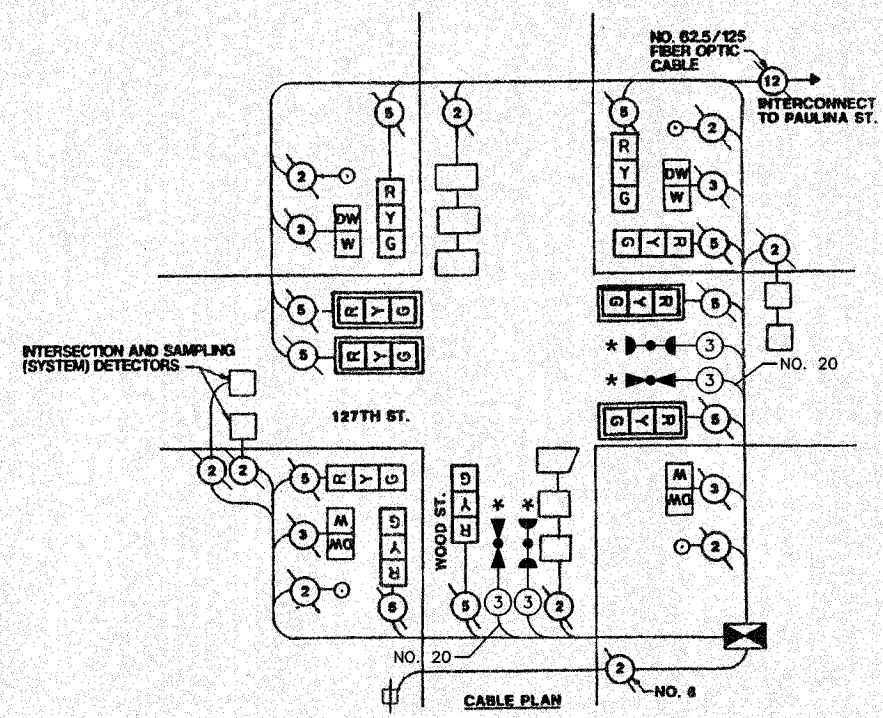 NO. 62.5/125
FIBER OPTIC
CABLE
12
INTERCONNECT
TO PAULINA ST.
5
2
5
2
R
Y
G
2
R
Y
G
DW
W
3
3
DW
W
R
Y
G
R Y G
5
2
5
R Y G
R Y G
5
5
R Y G
*
3
*
3
NO. 20
R Y G
5
INTERSECTION AND SAMPLING
(SYSTEM) DETECTORS
127TH ST.
2
2
5
R Y G
3
W
DW
G
Y
R
2
5
WOOD ST.
G
Y
R
*
*
5
3
3
2
W
DW
3
2
NO. 20
2
NO. 6
CABLE PLAN